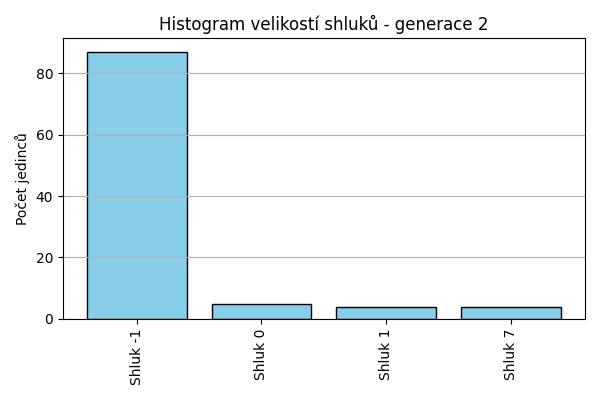 Histogram velikostí shluků - generace 2
Počet jedinců
80
60
40
20
0
Shluk -1
Shluk 0
Shluk 1
Shluk 7